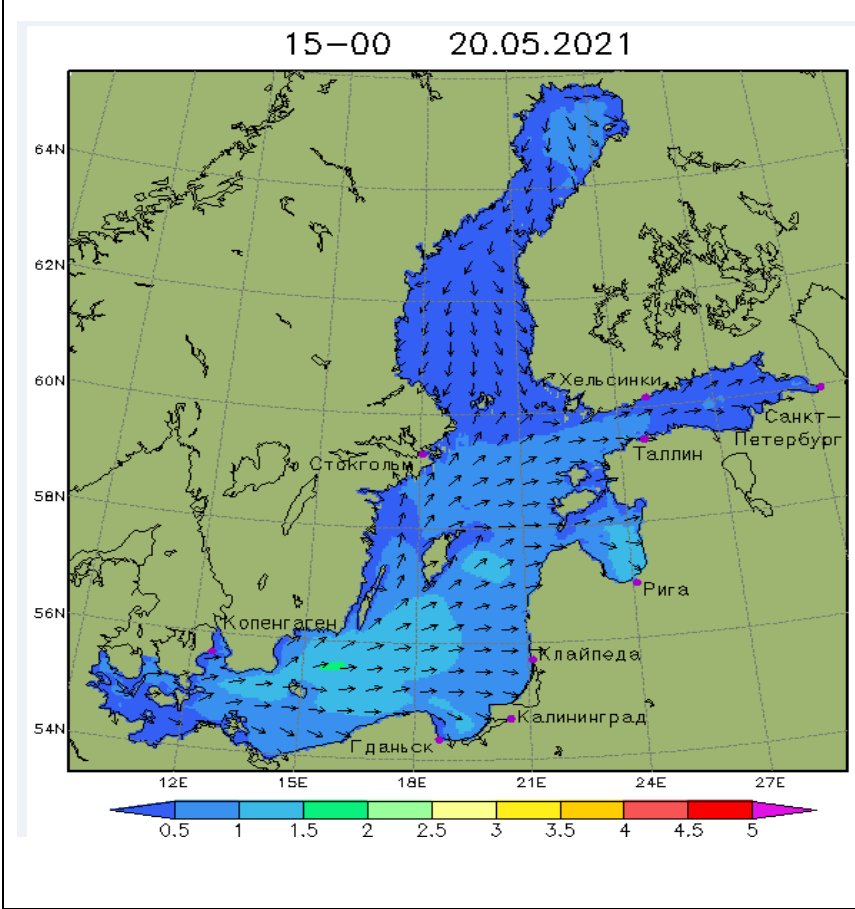 15-00 20.05.2021
64N
62N
60N
Хельсинки
Санкт-
Петербург
Стокгольм
Таллин
58N
Рига
56N
Копенгаген
Клайпеда
Калининград
54N
Гданьск
12E 15E 18E 21E 24E 27E
0.5 1 1.5 2 2.5 3 3.5 4 4.5 5